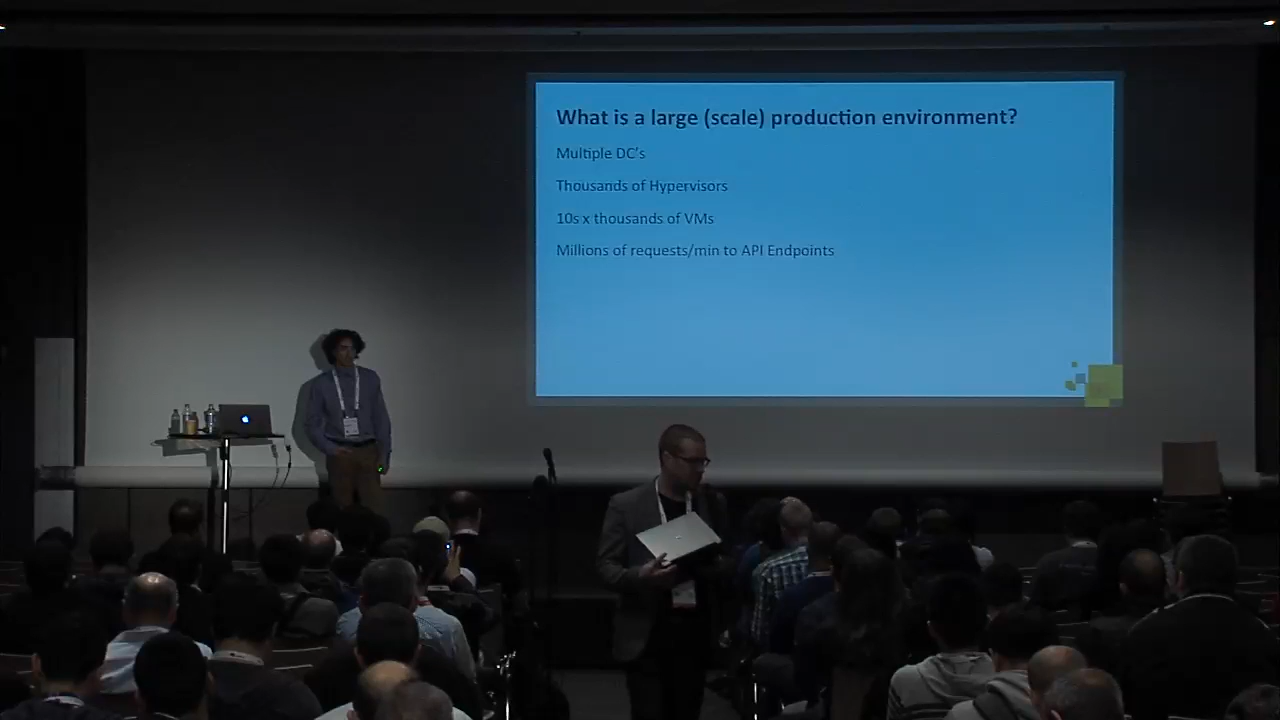 What is a large (scale) production environment?
Multiple DC's
Thousands of Hypervisors
10s x thousands of VMs
Millions of requests/min to API Endpoints